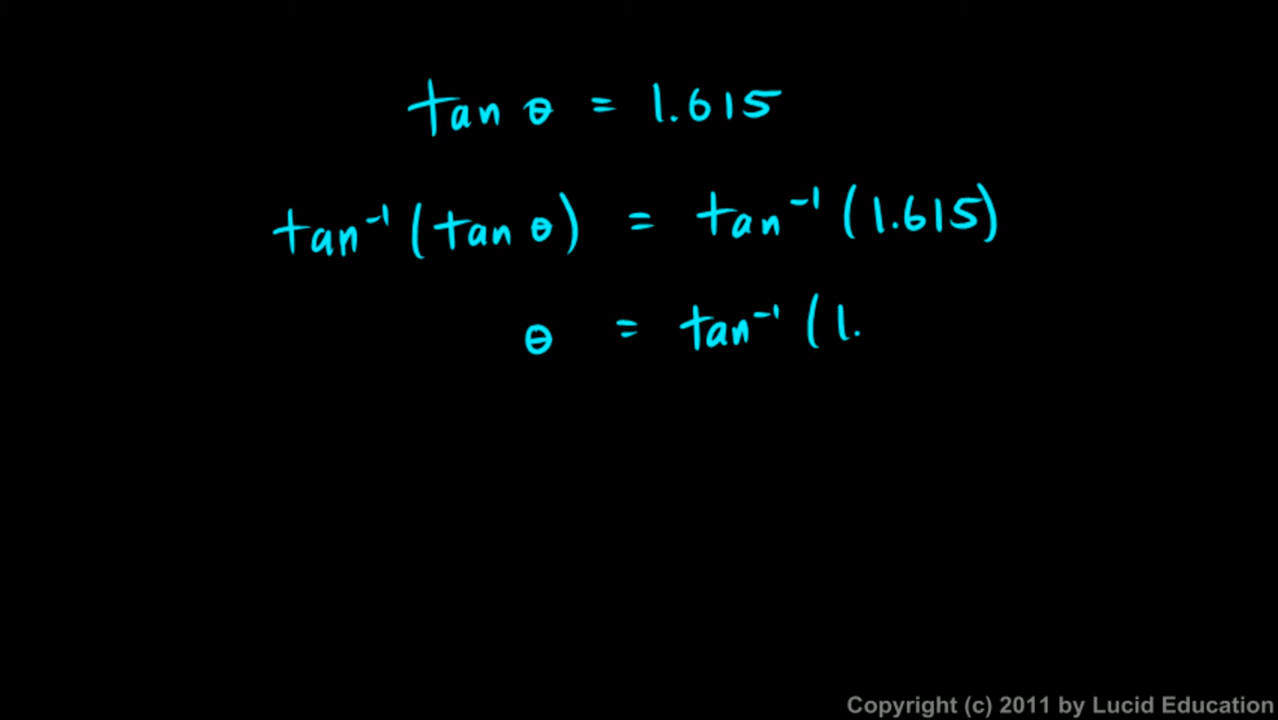 tan θ = 1.615
tan⁻¹(tan θ) = tan⁻¹(1.615)
θ = tan⁻¹(1.
Copyright (c) 2011 by Lucid Education